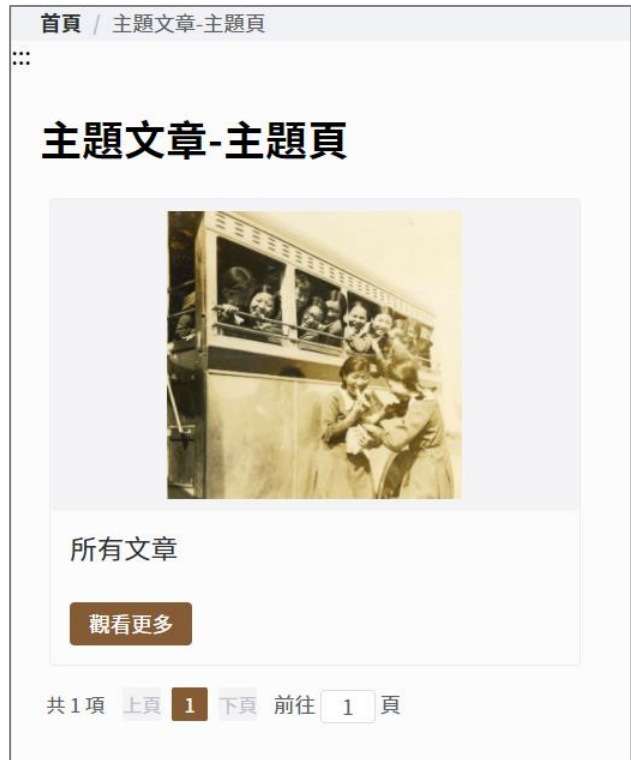 首頁 / 主題文章-主題頁
:::
主題文章-主題頁
所有文章
觀看更多
共 1 項 上頁 1 下頁 前往 1 頁